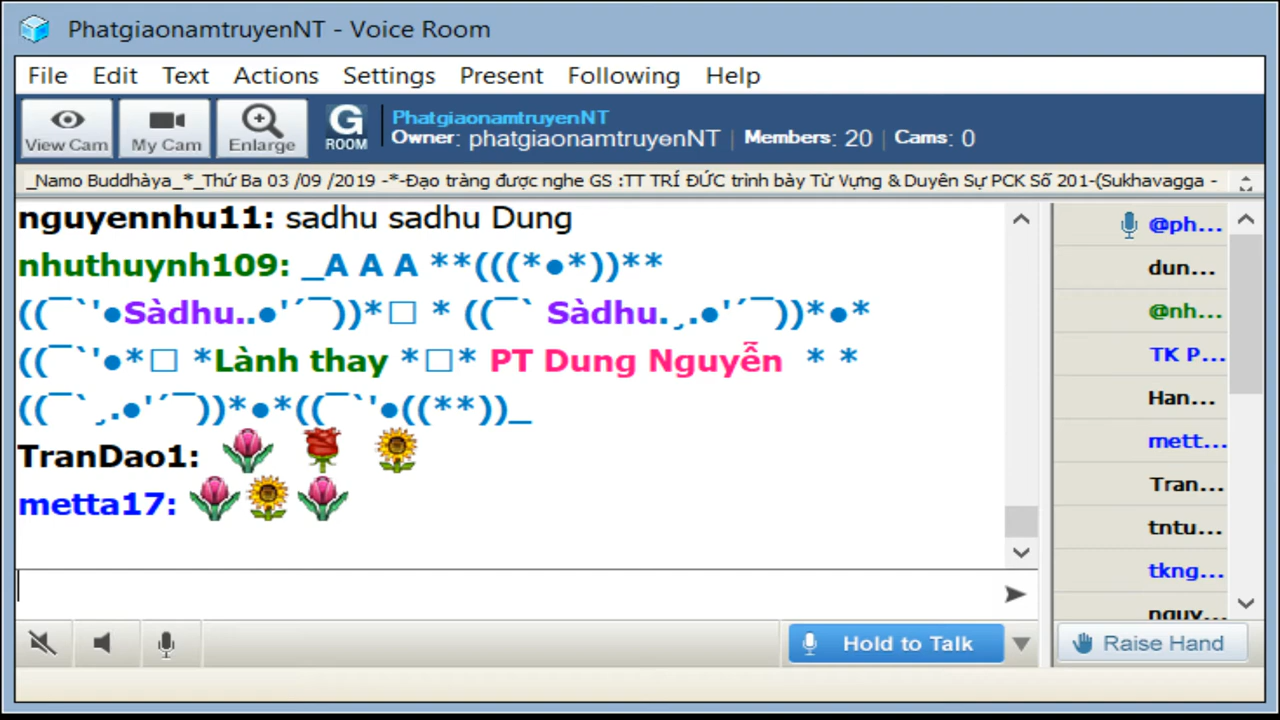 PhatgiaonamtruyenNT - Voice Room
File Edit Text Actions Settings Present Following Help
View Cam My Cam Enlarge G ROOM
PhatgiaonamtruyenNT
Owner: phatgiaonamtruyenNT | Members: 20 | Cams: 0
_Namo Buddhàya_*_Thứ Ba 03 /09 /2019 -*-Đạo tràng được nghe GS :TT TRÍ ĐỨC trình bày Từ Vựng & Duyên Sự PCK Số 201-(Sukhavagga -
nguyennhu11: sadhu sadhu Dung
nhuthuynh109: _A A A **(((*●*))**
((¯`'●Sàdhu..●'´¯))*□ * ((¯` Sàdhu.¸.●'´¯))*●*
((¯`'●*□ *Lành thay *□* PT Dung Nguyễn * *
((¯`¸.●'´¯))*●*((¯`'●((**))_
TranDao1:
metta17:
@ph...
dun...
@nh...
TK P...
Han...
mett...
Tran...
tntu...
tkng...
nguy...
Hold to Talk
Raise Hand